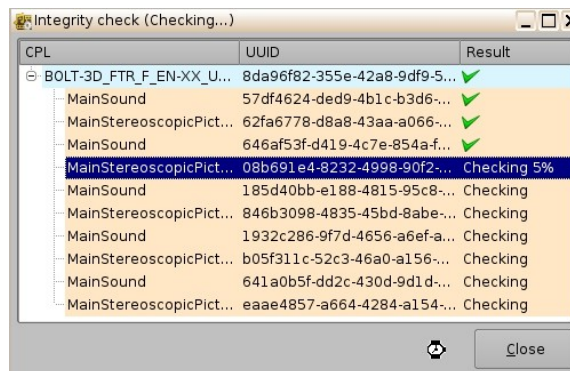 Integrity check (Checking...)
CPL UUID Result
BOLT-3D_FTR_F_EN-XX_U... 8da96f82-355e-42a8-9df9-5...
MainSound 57df4624-ded9-4b1c-b3d6-...
MainStereoscopicPict... 62fa6778-d8a8-43aa-a066-...
MainSound 646af53f-d419-4c7e-854a-f...
MainStereoscopicPict... 08b691e4-8232-4998-90f2-... Checking 5%
MainSound 185d40bb-e188-4815-95c8-... Checking
MainStereoscopicPict... 846b3098-4835-45bd-8abe-... Checking
MainSound 1932c286-9f7d-4656-a6ef-a... Checking
MainStereoscopicPict... b05f311c-52c3-46a0-a156-... Checking
MainSound 641a0b5f-dd2c-430d-9d1d-... Checking
MainStereoscopicPict... eaae4857-a664-4284-a154-... Checking
Close